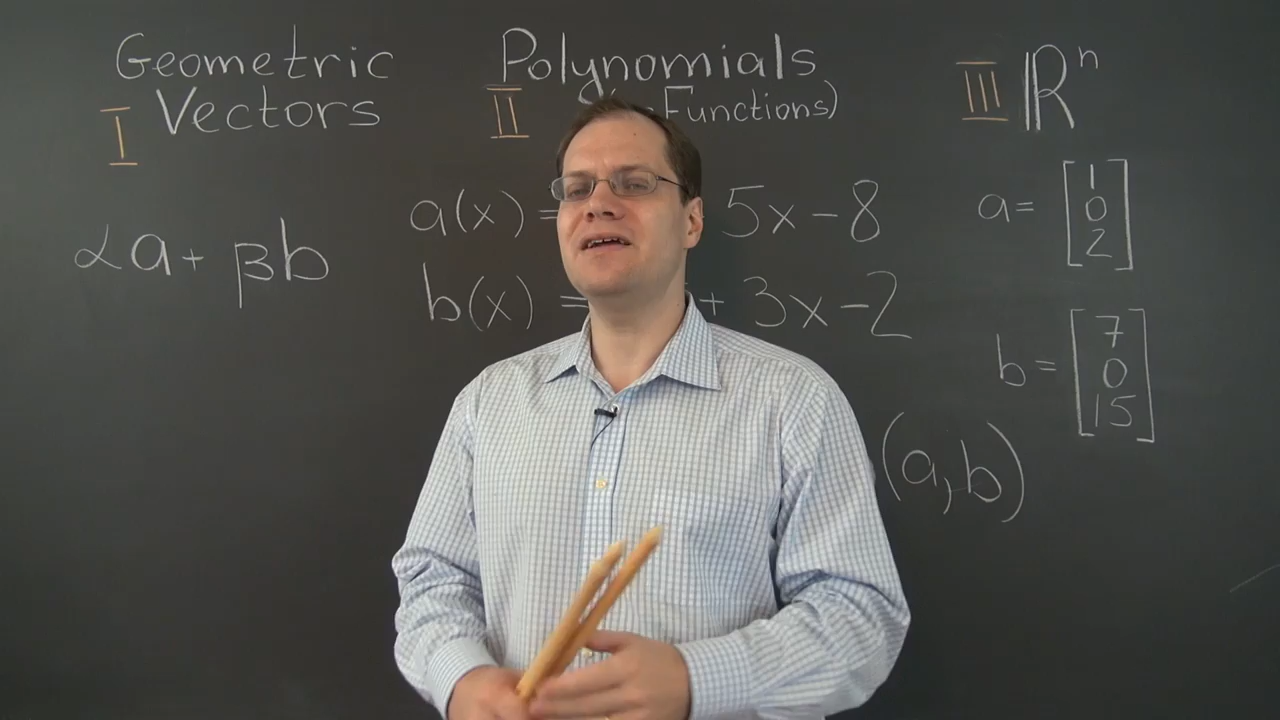 Geometric
I Vectors
αa + βb
Polynomials
II Functions)
a(x) = 5x - 8
b(x) = + 3x - 2
III ℝⁿ
a = [1 0 2]
b = [7 0 15]
(a, b)